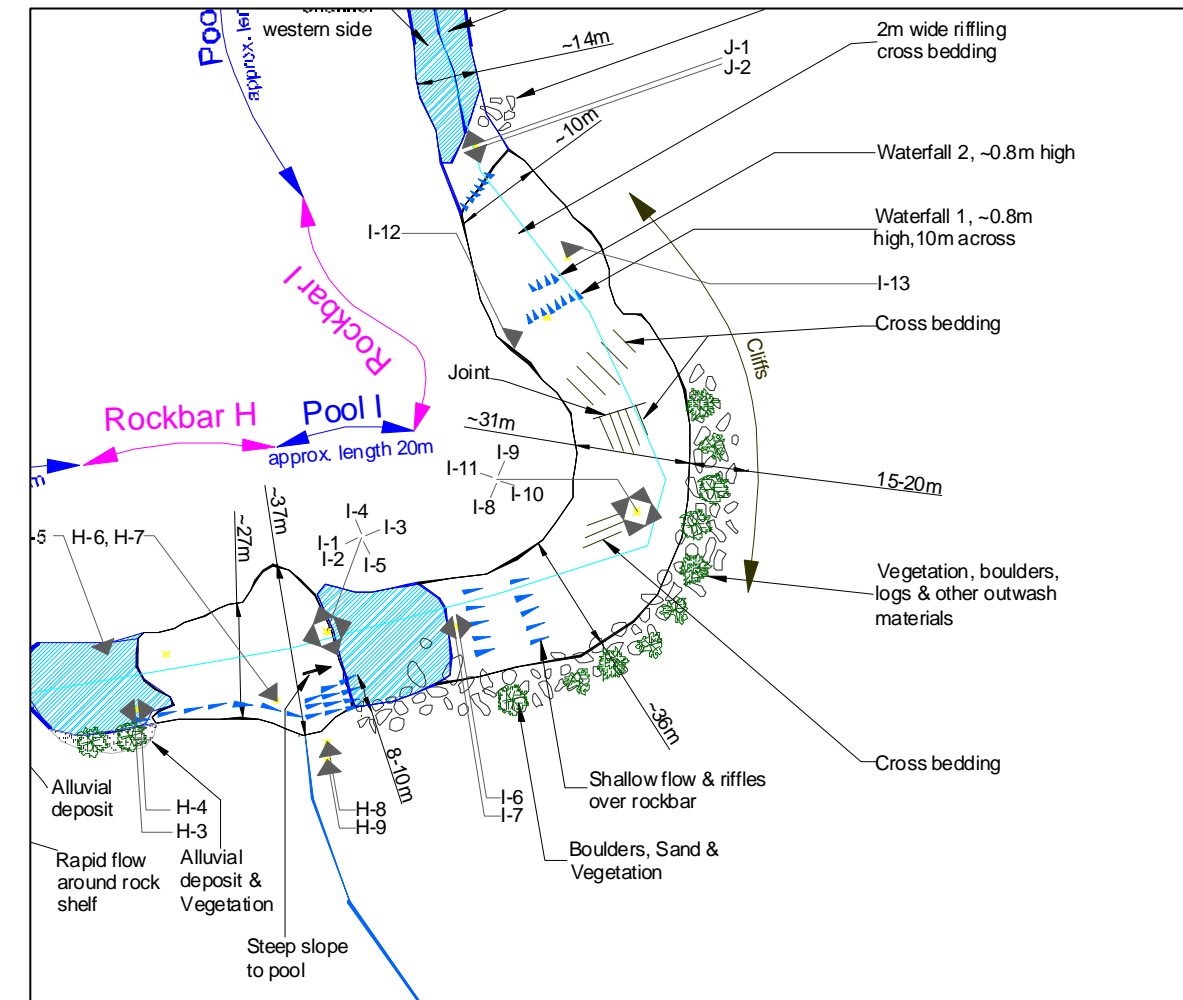 western side
~14m
J-1
J-2
2m wide riffling
cross bedding
~10m
Waterfall 2, ~0.8m high
Waterfall 1, ~0.8m
high,10m across
I-12
I-13
Rockbar I
Cross bedding
Cliffs
Joint
Rockbar H
Pool I
approx. length 20m
~31m
I-9
I-11
I-10
I-8
15-20m
~37m
~27m
I-4
I-3
I-1
I-2
I-5
H-6, H-7
Vegetation, boulders,
logs & other outwash
materials
~36m
8-10m
Cross bedding
Alluvial
deposit
H-4
H-3
H-8
H-9
I-6
I-7
Shallow flow & riffles
over rockbar
Rapid flow
around rock
shelf
Alluvial
deposit &
Vegetation
Boulders, Sand &
Vegetation
Steep slope
to pool